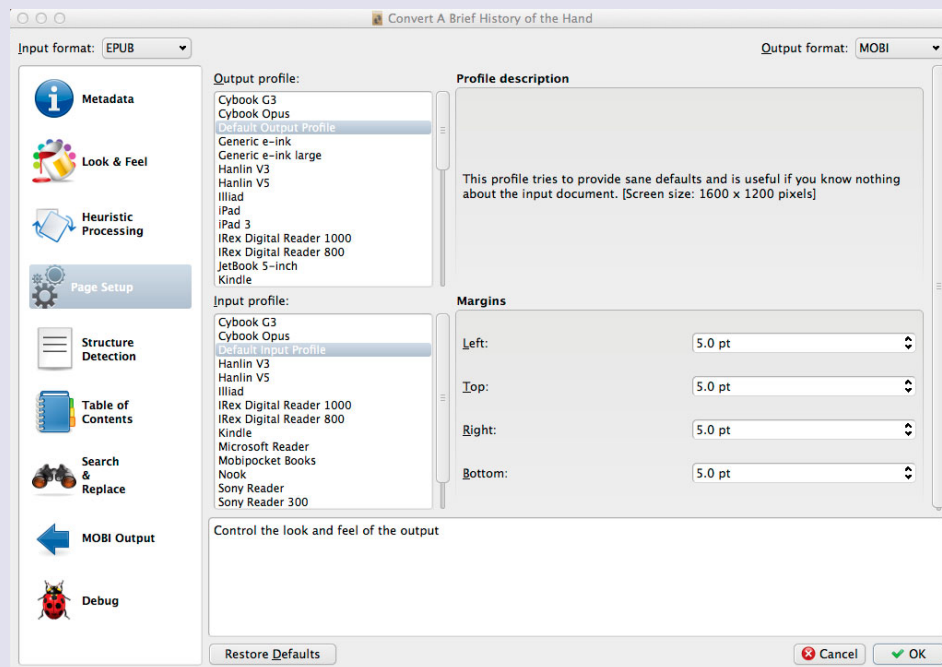 Convert A Brief History of the Hand
Input format: EPUB
Output format: MOBI
Metadata
Look & Feel
Heuristic
Processing
Page Setup
Structure
Detection
Table of
Contents
Search
&
Replace
MOBI Output
Debug
Output profile:
Cybook G3
Cybook Opus
Default Output Profile
Generic e-ink
Generic e-ink large
Hanlin V3
Hanlin V5
Illiad
iPad
iPad 3
IRex Digital Reader 1000
IRex Digital Reader 800
JetBook 5-inch
Kindle
Profile description
This profile tries to provide sane defaults and is useful if you know nothing
about the input document. [Screen size: 1600 x 1200 pixels]
Input profile:
Cybook G3
Cybook Opus
Default Input Profile
Hanlin V3
Hanlin V5
Illiad
IRex Digital Reader 1000
IRex Digital Reader 800
Kindle
Microsoft Reader
Mobipocket Books
Nook
Sony Reader
Sony Reader 300
Margins
Left: 5.0 pt
Top: 5.0 pt
Right: 5.0 pt
Bottom: 5.0 pt
Control the look and feel of the output
Restore Defaults
Cancel
OK